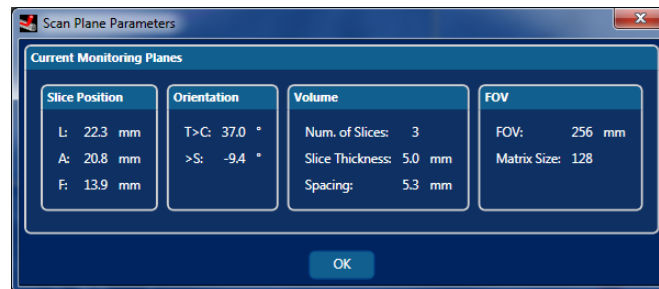 Scan Plane Parameters
Current Monitoring Planes
Slice Position
L: 22.3 mm
A: 20.8 mm
F: 13.9 mm
Orientation
T>C: 37.0 °
>S: -9.4 °
Volume
Num. of Slices: 3
Slice Thickness: 5.0 mm
Spacing: 5.3 mm
FOV
FOV: 256 mm
Matrix Size: 128
OK